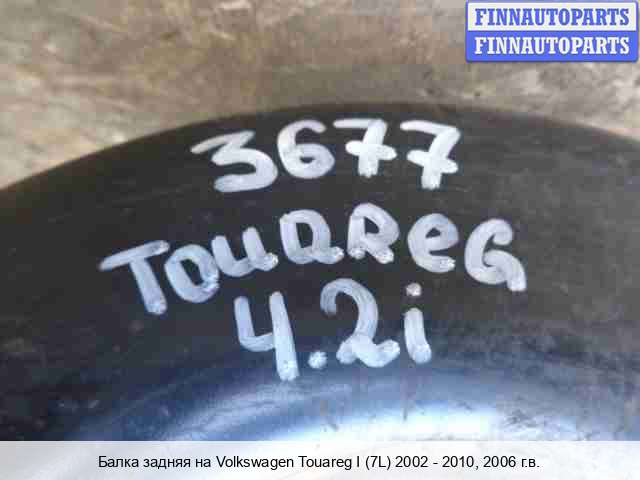 FINNAUTOPARTS
FINNAUTOPARTS
3677
TOUAREG
4.2i
Балка задняя на Volkswagen Touareg I (7L) 2002 - 2010, 2006 г.в.